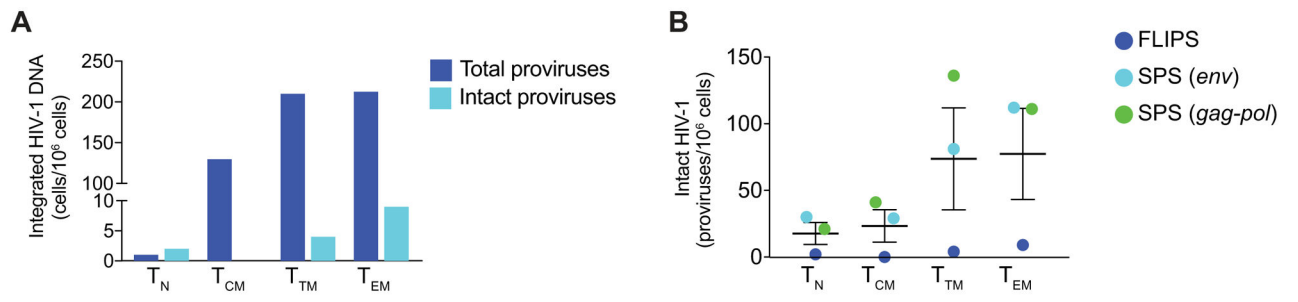 A
Integrated HIV-1 DNA
(cells/10⁶ cells)
250
200
150
100
10
5
0
T_N
T_CM
T_TM
T_EM
Total proviruses
Intact proviruses
B
Intact HIV-1
(proviruses/10⁶ cells)
150
100
50
0
T_N
T_CM
T_TM
T_EM
FLIPS
SPS (env)
SPS (gag-pol)